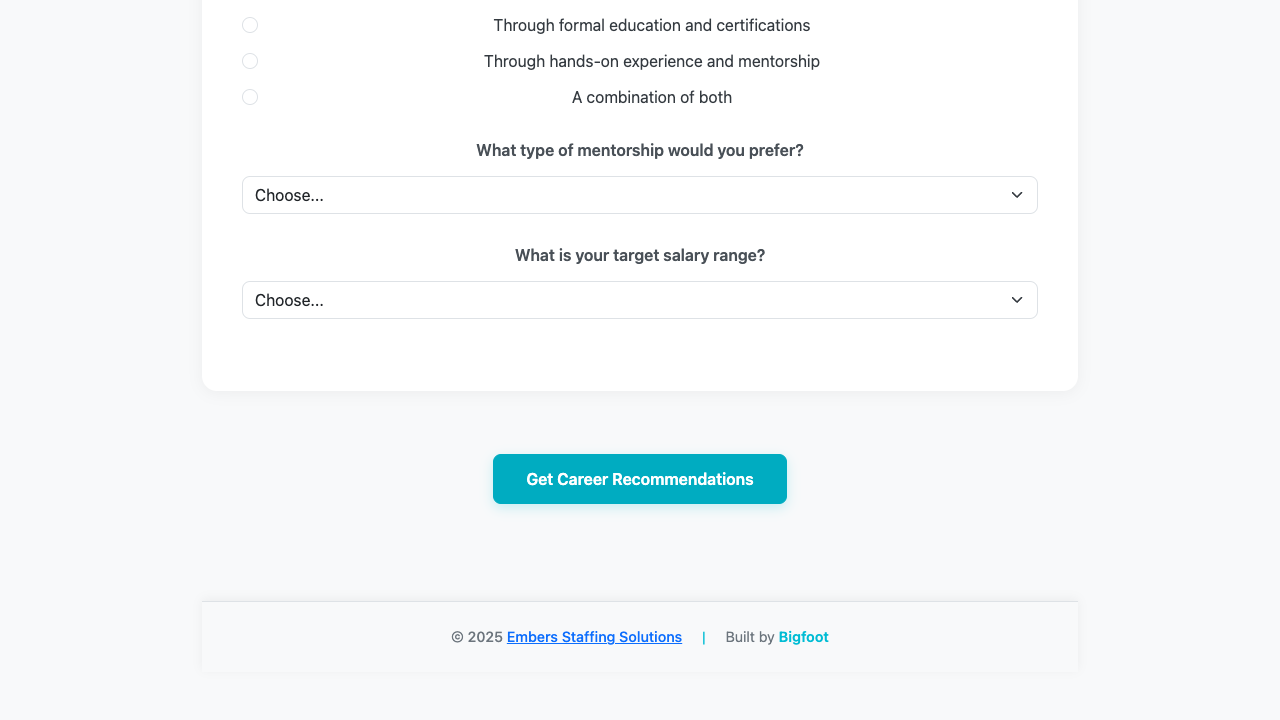 Through formal education and certifications
Through hands-on experience and mentorship
A combination of both
What type of mentorship would you prefer?
Choose...
What is your target salary range?
Choose...
Get Career Recommendations
© 2025 Embers Staffing Solutions | Built by Bigfoot